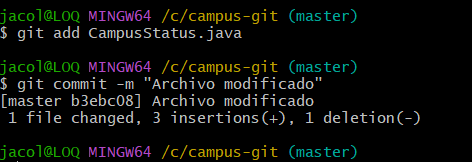 jacol@LOQ MINGW64 /c/campus-git (master)
$ git add CampusStatus.java
jacol@LOQ MINGW64 /c/campus-git (master)
$ git commit -m "Archivo modificado"
[master b3ebc08] Archivo modificado
 1 file changed, 3 insertions(+), 1 deletion(-)
jacol@LOQ MINGW64 /c/campus-git (master)